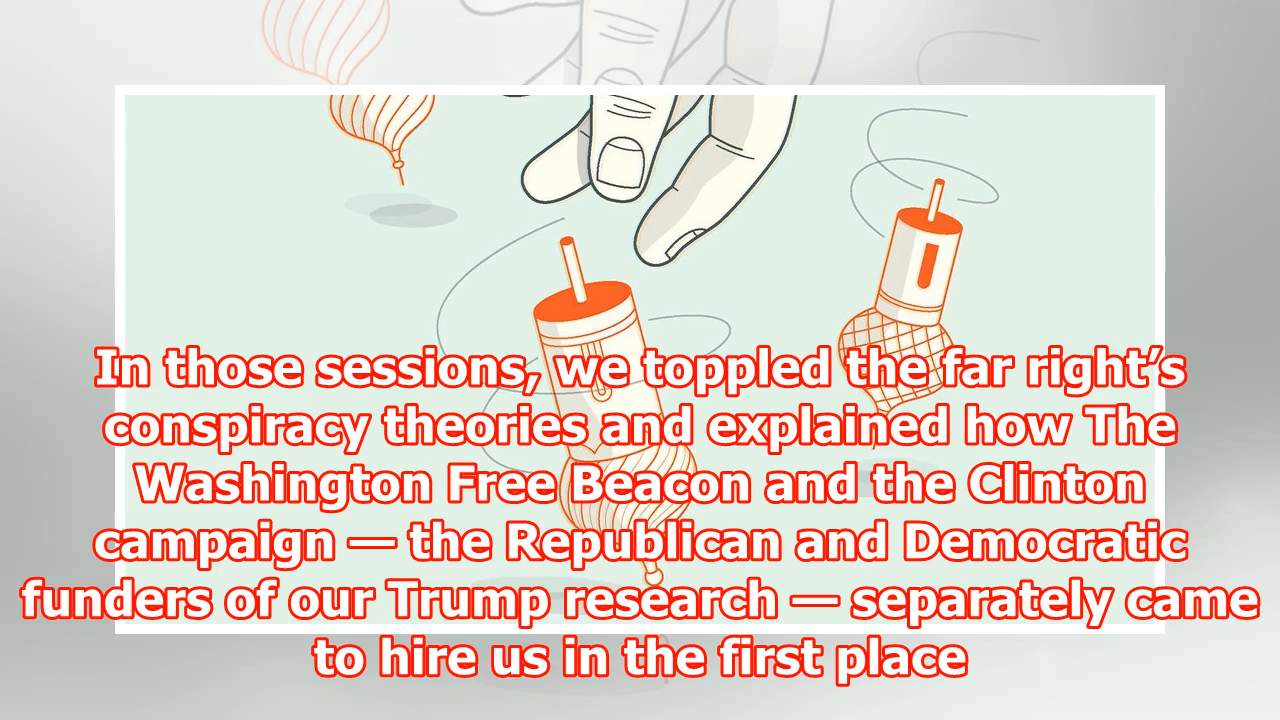 In those sessions, we toppled the far right’s
conspiracy theories and explained how The
Washington Free Beacon and the Clinton
campaign — the Republican and Democratic
funders of our Trump research — separately came
to hire us in the first place